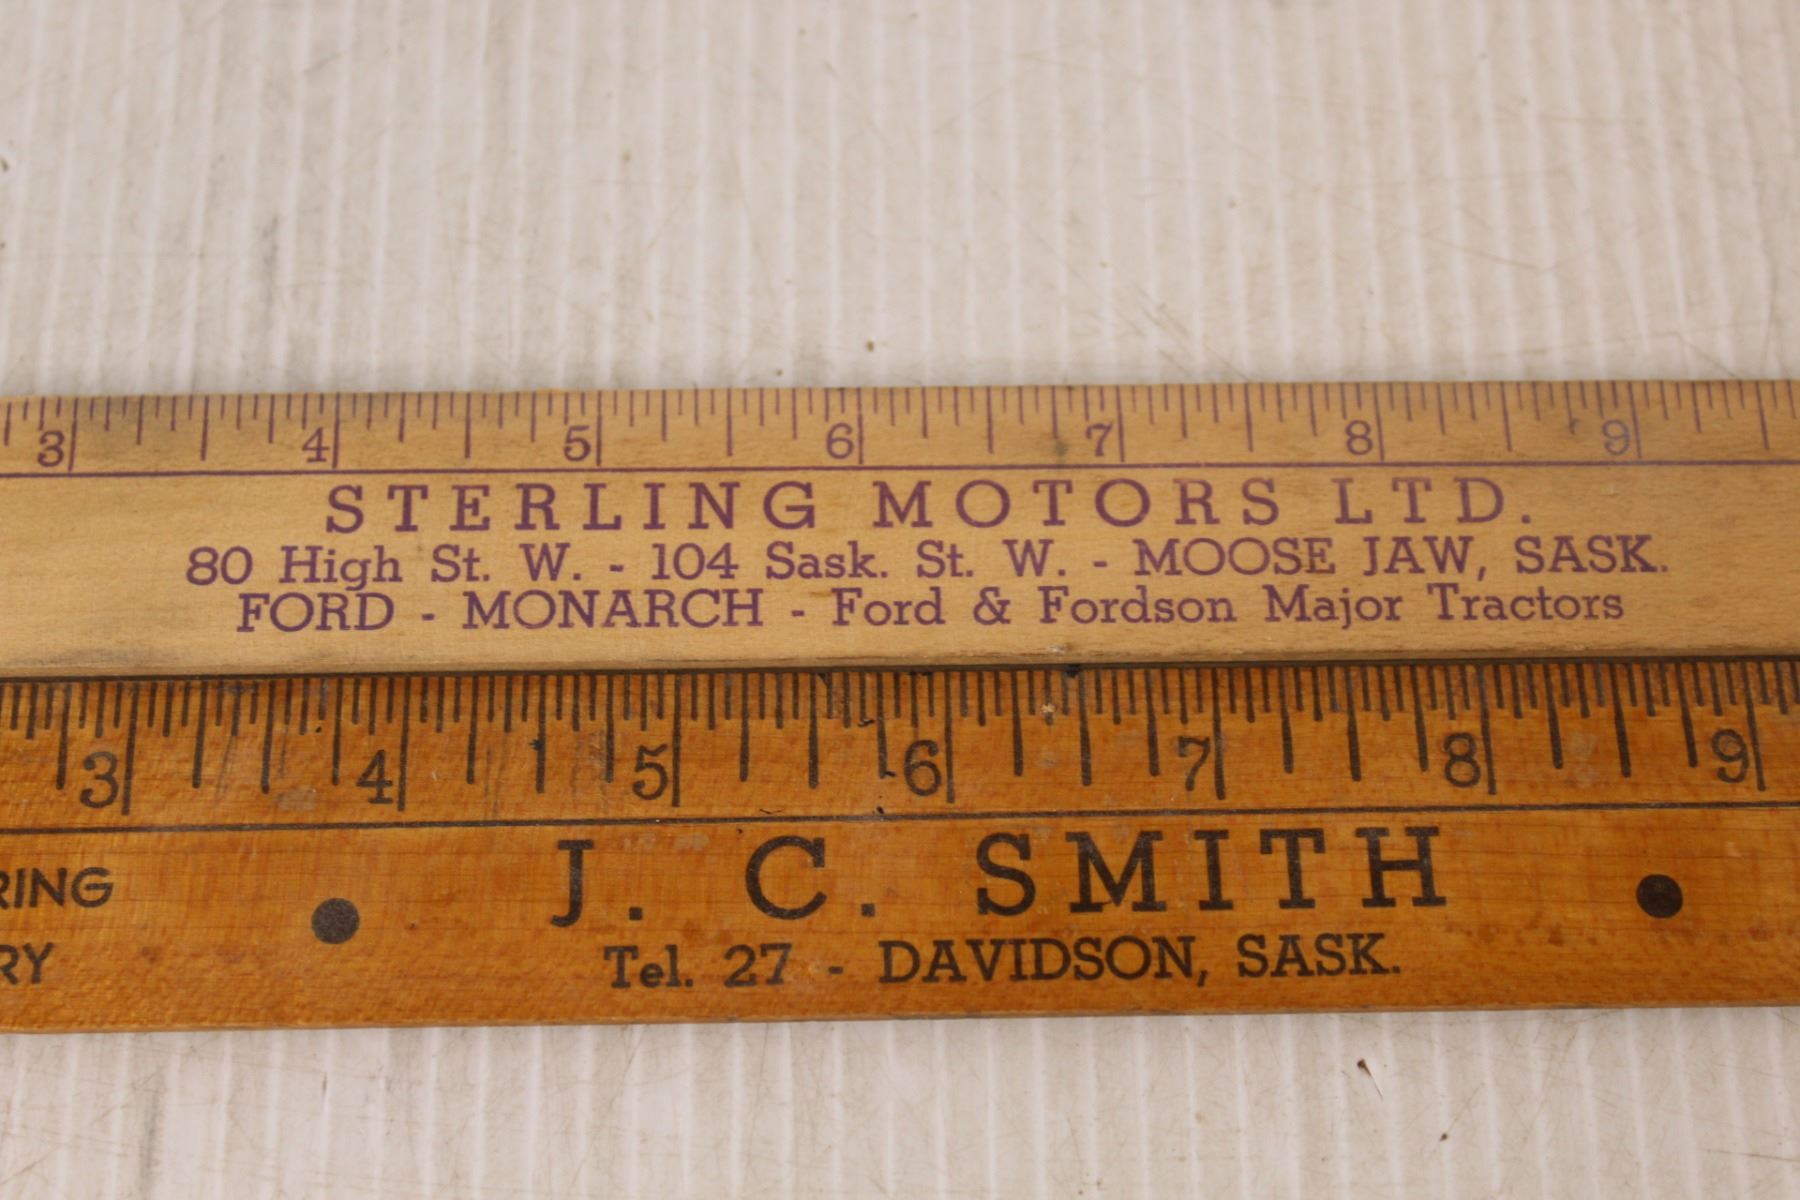 3 4 5 6 7 8 9
STERLING MOTORS LTD.
80 High St. W. - 104 Sask. St. W. - MOOSE JAW, SASK.
FORD - MONARCH - Ford & Fordson Major Tractors
3 4 5 6 7 8 9
RING
RY
J. C. SMITH
Tel. 27 - DAVIDSON, SASK.